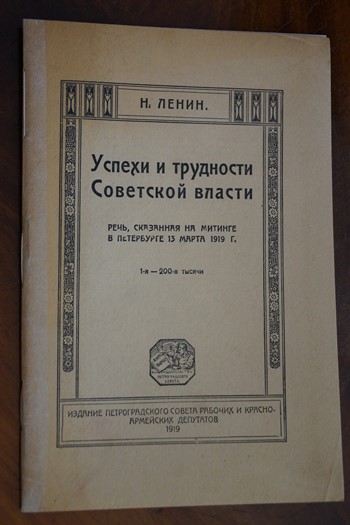 Н. ЛЕНИН.
Успехи и трудности
Советской власти
РЕЧЬ, СКАЗАННАЯ НА МИТИНГЕ
В ПЕТЕРБУРГЕ 13 МАРТА 1919 Г.
1-я — 200-я тысячи
ИЗДАНИЕ ПЕТРОГРАДСКОГО СОВЕТА РАБОЧИХ И КРАСНО-
АРМЕЙСКИХ ДЕПУТАТОВ
1919